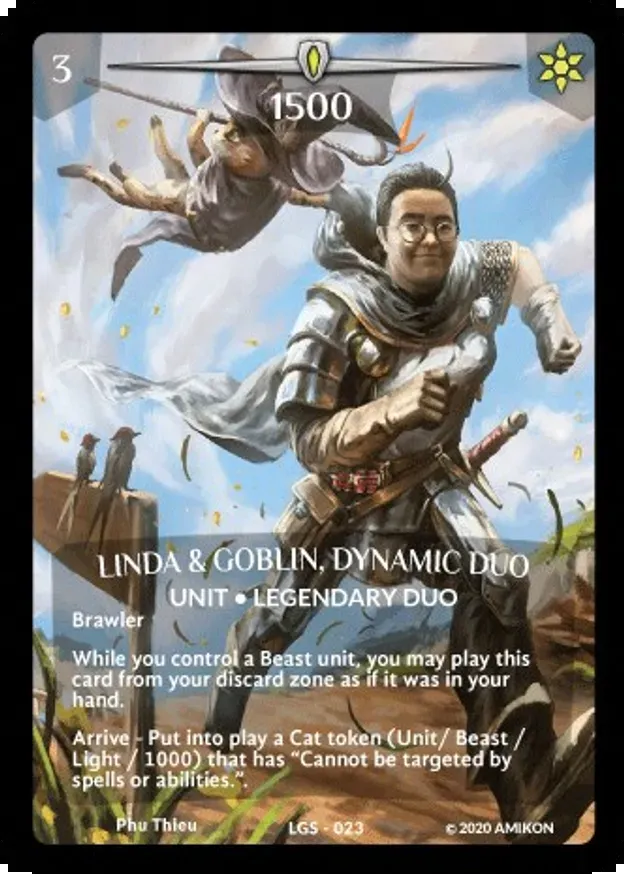 3
1500
LINDA & GOBLIN, DYNAMIC DUO
UNIT • LEGENDARY DUO
Brawler
While you control a Beast unit, you may play this
card from your discard zone as if it was in your
hand.
Arrive - Put into play a Cat token (Unit/ Beast /
Light / 1000) that has “Cannot be targeted by
spells or abilities.”.
Phu Thieu
LGS - 023
© 2020 AMIKON